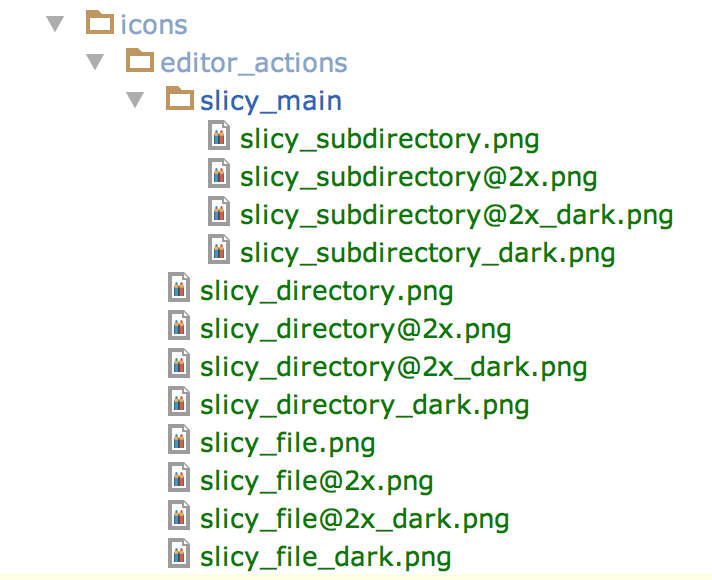 icons
editor_actions
slicy_main
slicy_subdirectory.png
slicy_subdirectory@2x.png
slicy_subdirectory@2x_dark.png
slicy_subdirectory_dark.png
slicy_directory.png
slicy_directory@2x.png
slicy_directory@2x_dark.png
slicy_directory_dark.png
slicy_file.png
slicy_file@2x.png
slicy_file@2x_dark.png
slicy_file_dark.png